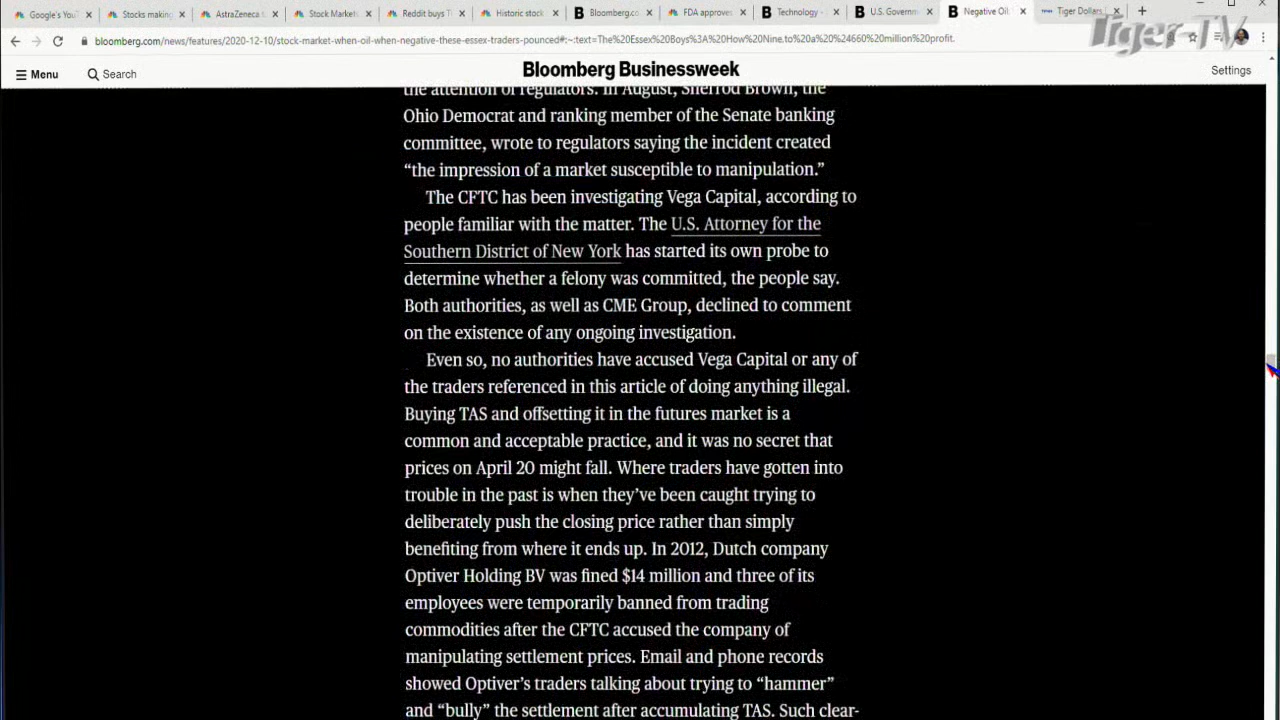 Google's You
Stocks making
AstraZeneca t
Stock Market
Reddit buys T
Historic stock
Bloomberg.co
FDA approve
Technology -
U.S. Governm
Negative Oil:
Tiger Dollars
Tiger-TV
bloomberg.com/news/features/2020-12-10/stock-market-when-oil-when-negative-these-essex-traders-pounced#:~:text=The%20Essex%20Boys%3A%20How%20Nine,to%20a%20%24660%20million%20profit.
Menu
Search
Bloomberg Businessweek
Settings
the attention of regulators. In August, Sherrod Brown, the
Ohio Democrat and ranking member of the Senate banking
committee, wrote to regulators saying the incident created
“the impression of a market susceptible to manipulation.”
The CFTC has been investigating Vega Capital, according to
people familiar with the matter. The U.S. Attorney for the
Southern District of New York has started its own probe to
determine whether a felony was committed, the people say.
Both authorities, as well as CME Group, declined to comment
on the existence of any ongoing investigation.
Even so, no authorities have accused Vega Capital or any of
the traders referenced in this article of doing anything illegal.
Buying TAS and offsetting it in the futures market is a
common and acceptable practice, and it was no secret that
prices on April 20 might fall. Where traders have gotten into
trouble in the past is when they’ve been caught trying to
deliberately push the closing price rather than simply
benefiting from where it ends up. In 2012, Dutch company
Optiver Holding BV was fined $14 million and three of its
employees were temporarily banned from trading
commodities after the CFTC accused the company of
manipulating settlement prices. Email and phone records
showed Optiver’s traders talking about trying to “hammer”
and “bully” the settlement after accumulating TAS. Such clear-